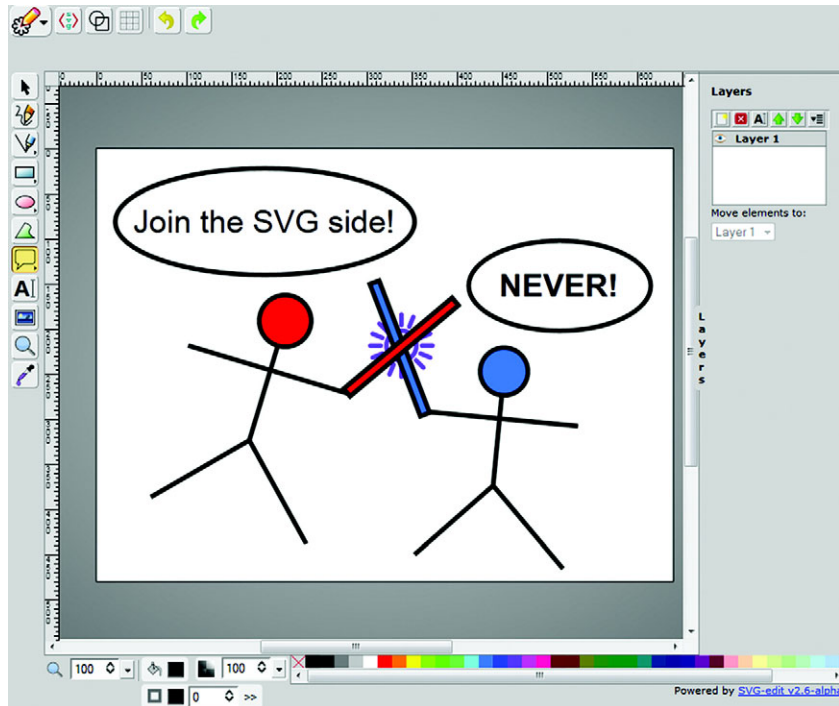 Layers
Layer 1
Move elements to:
Layer 1
Join the SVG side!
NEVER!
Layers
100
100
0
>>
Powered by SVG-edit v2.6-alpha